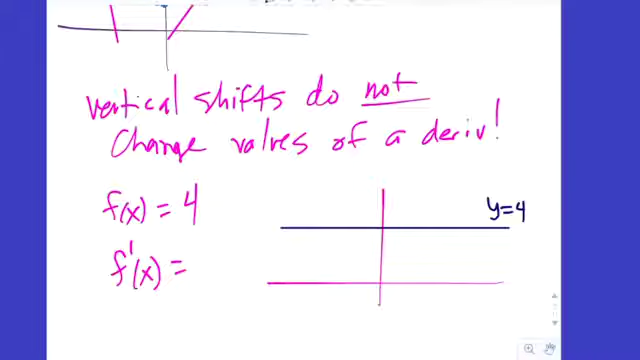 vertical shifts do not
change values of a deriv!
f(x) = 4
y=4
f'(x) =